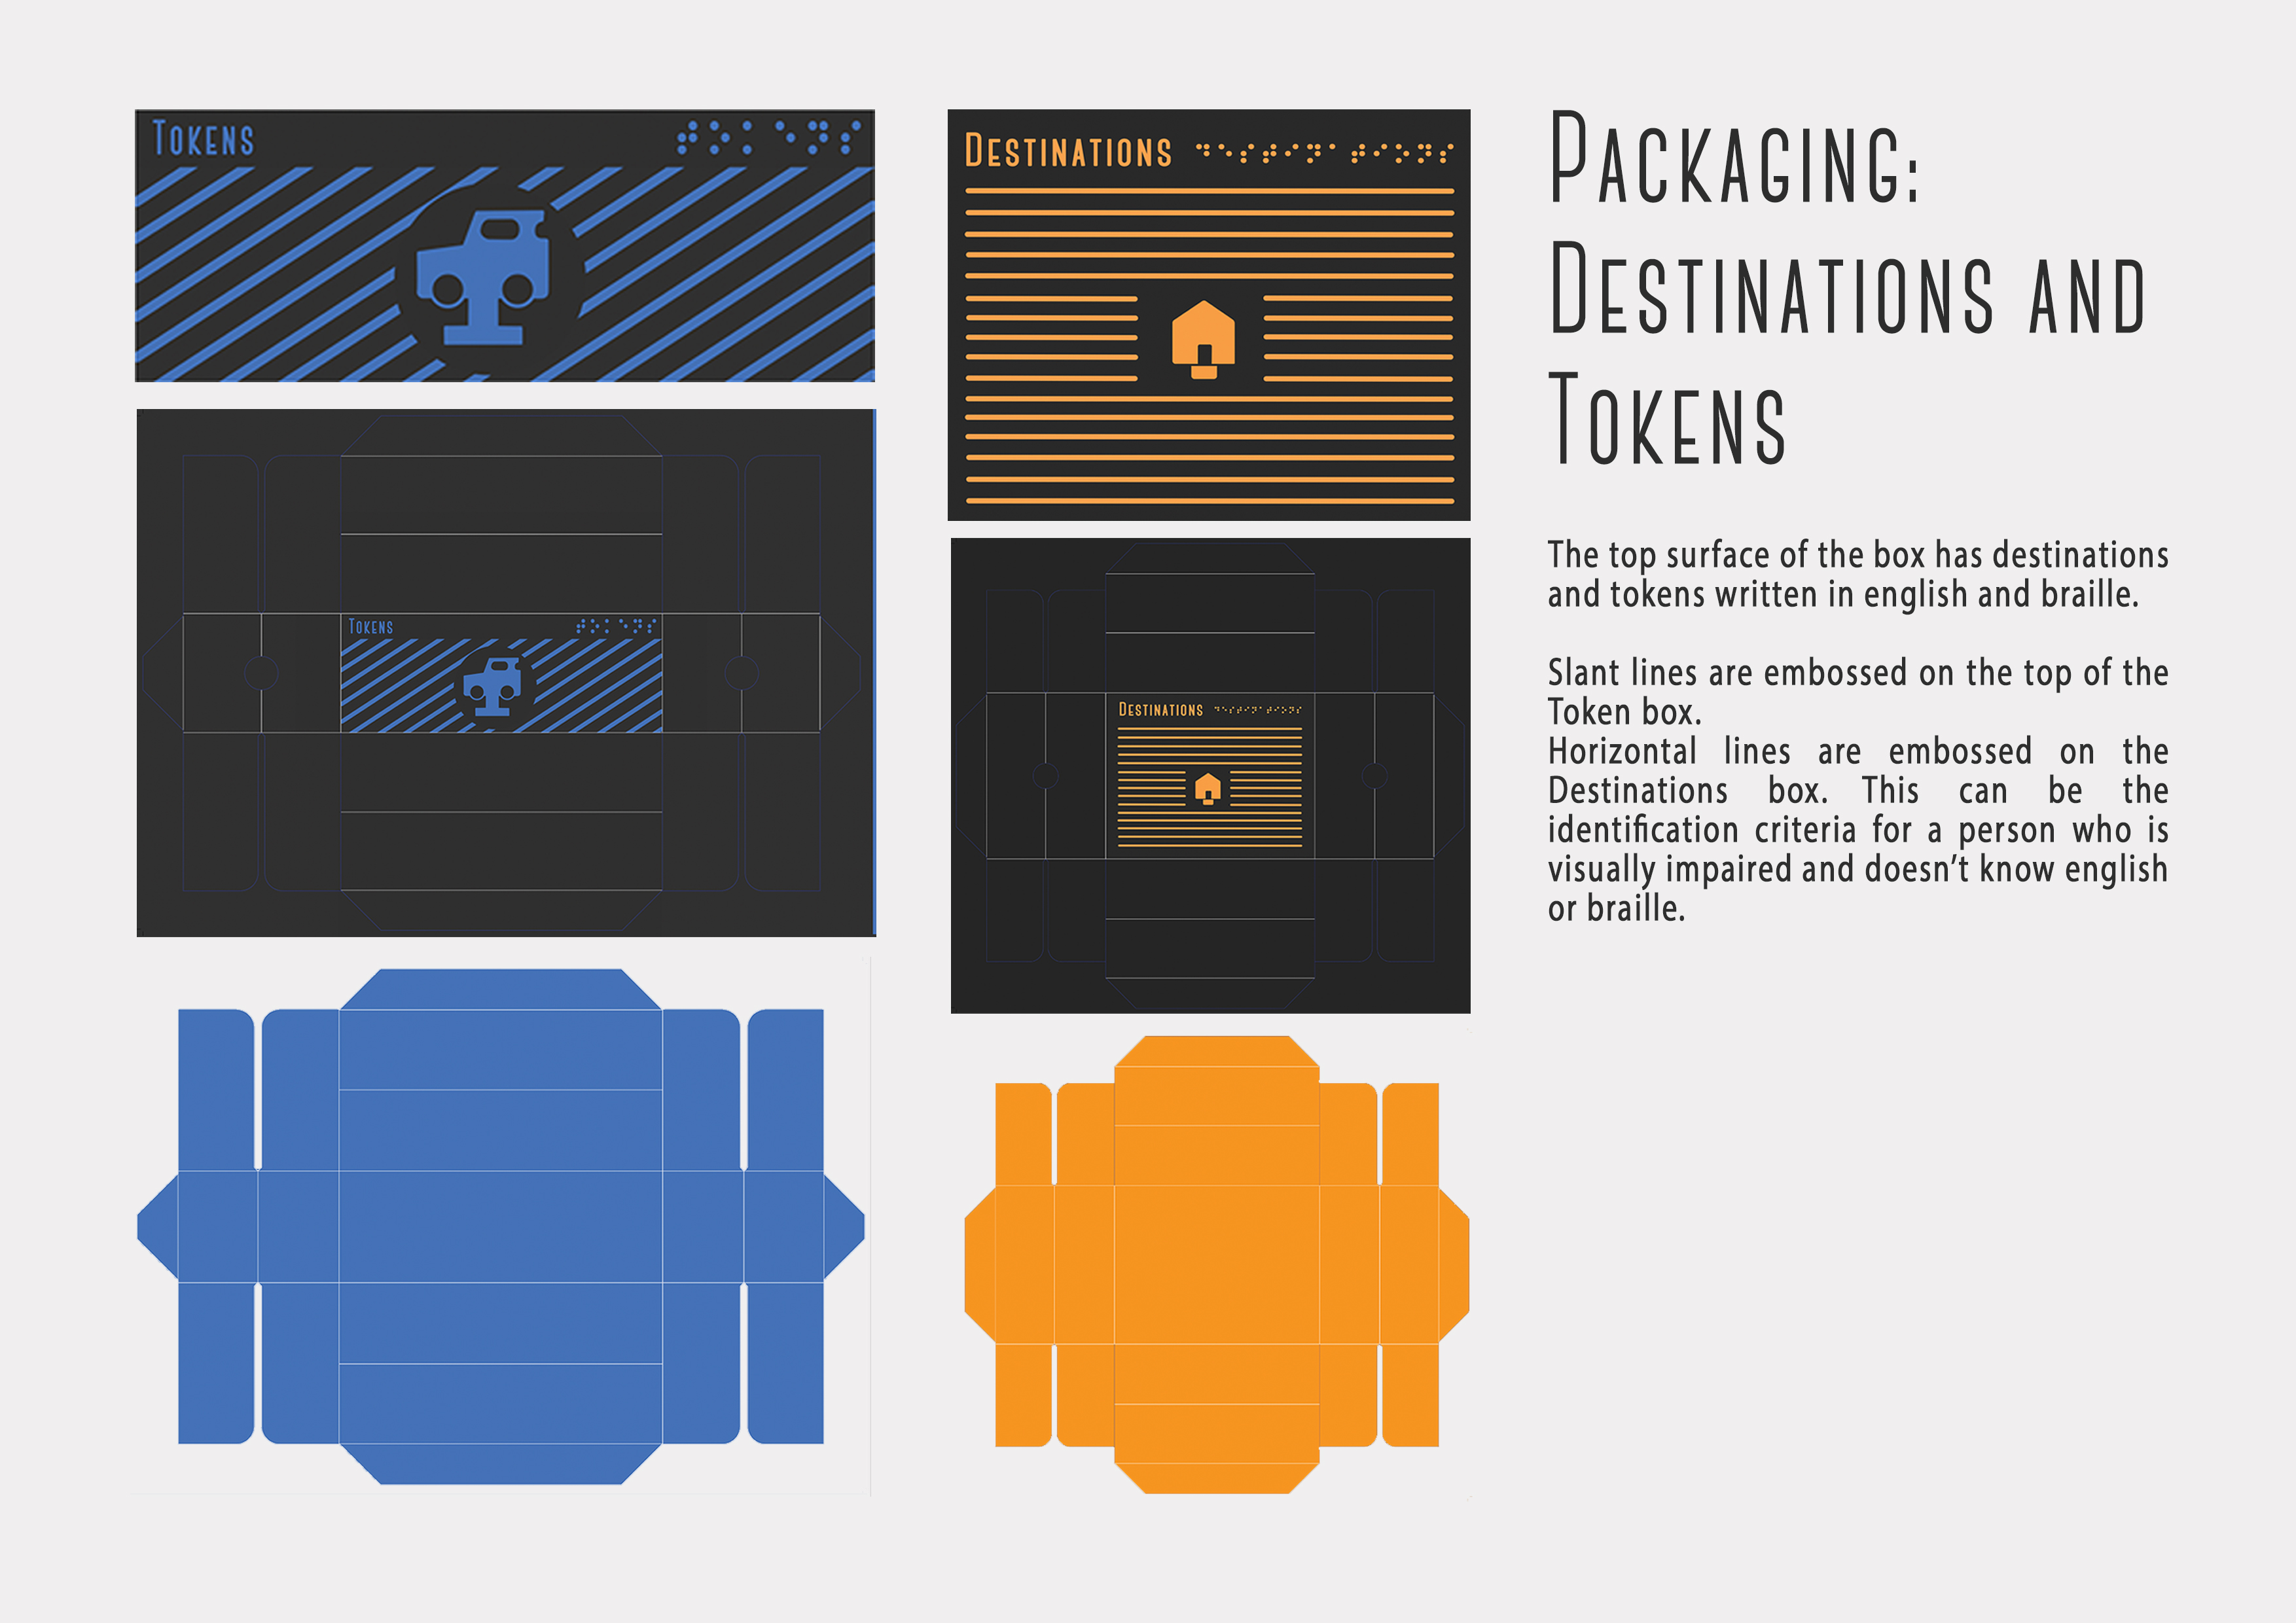 Tokens ⠞⠕⠅⠑⠝⠎
Tokens ⠞⠕⠅⠑⠝⠎
Destinations ⠙⠑⠎⠞⠊⠝⠁⠞⠊⠕⠝⠎
Destinations ⠙⠑⠎⠞⠊⠝⠁⠞⠊⠕⠝⠎
Packaging:
Destinations and
Tokens
The top surface of the box has destinations
and tokens written in english and braille.
Slant lines are embossed on the top of the
Token box.
Horizontal lines are embossed on the
Destinations box. This can be the
identification criteria for a person who is
visually impaired and doesn't know english
or braille.